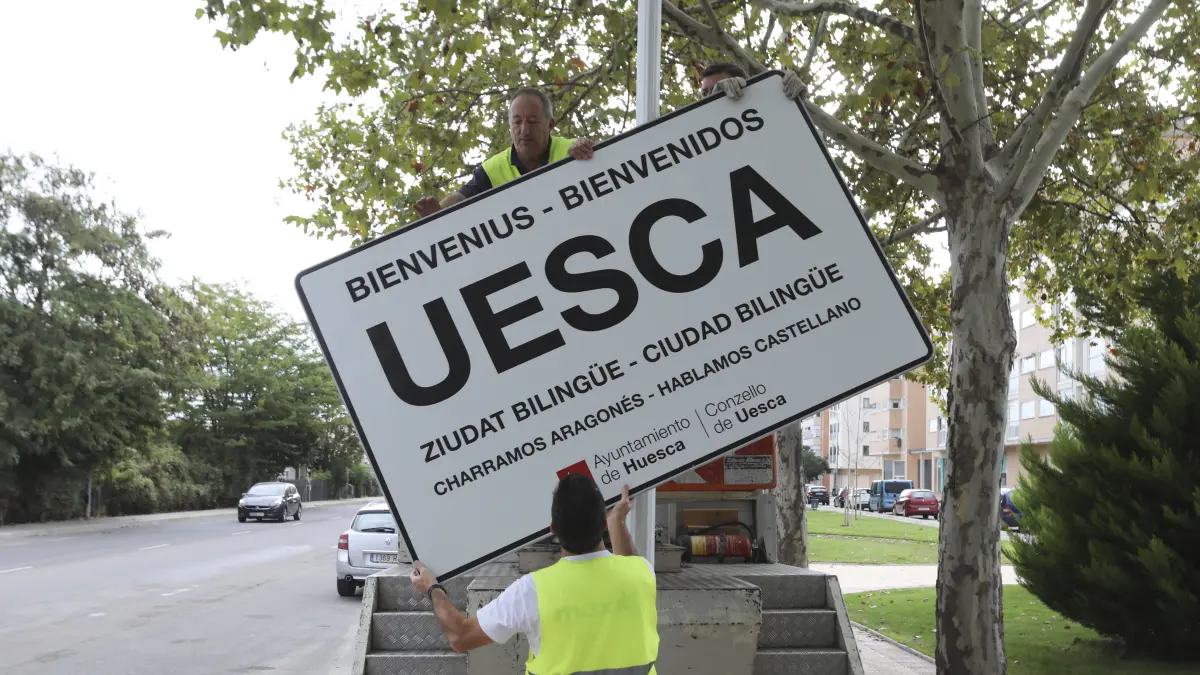 BIENVENIUS - BIENVENIDOS
UESCA
ZIUDAT BILINGÜE - CIUDAD BILINGÜE
CHARRAMOS ARAGONÉS - HABLAMOS CASTELLANO
Ayuntamiento
de Huesca
Conzello
de Uesca